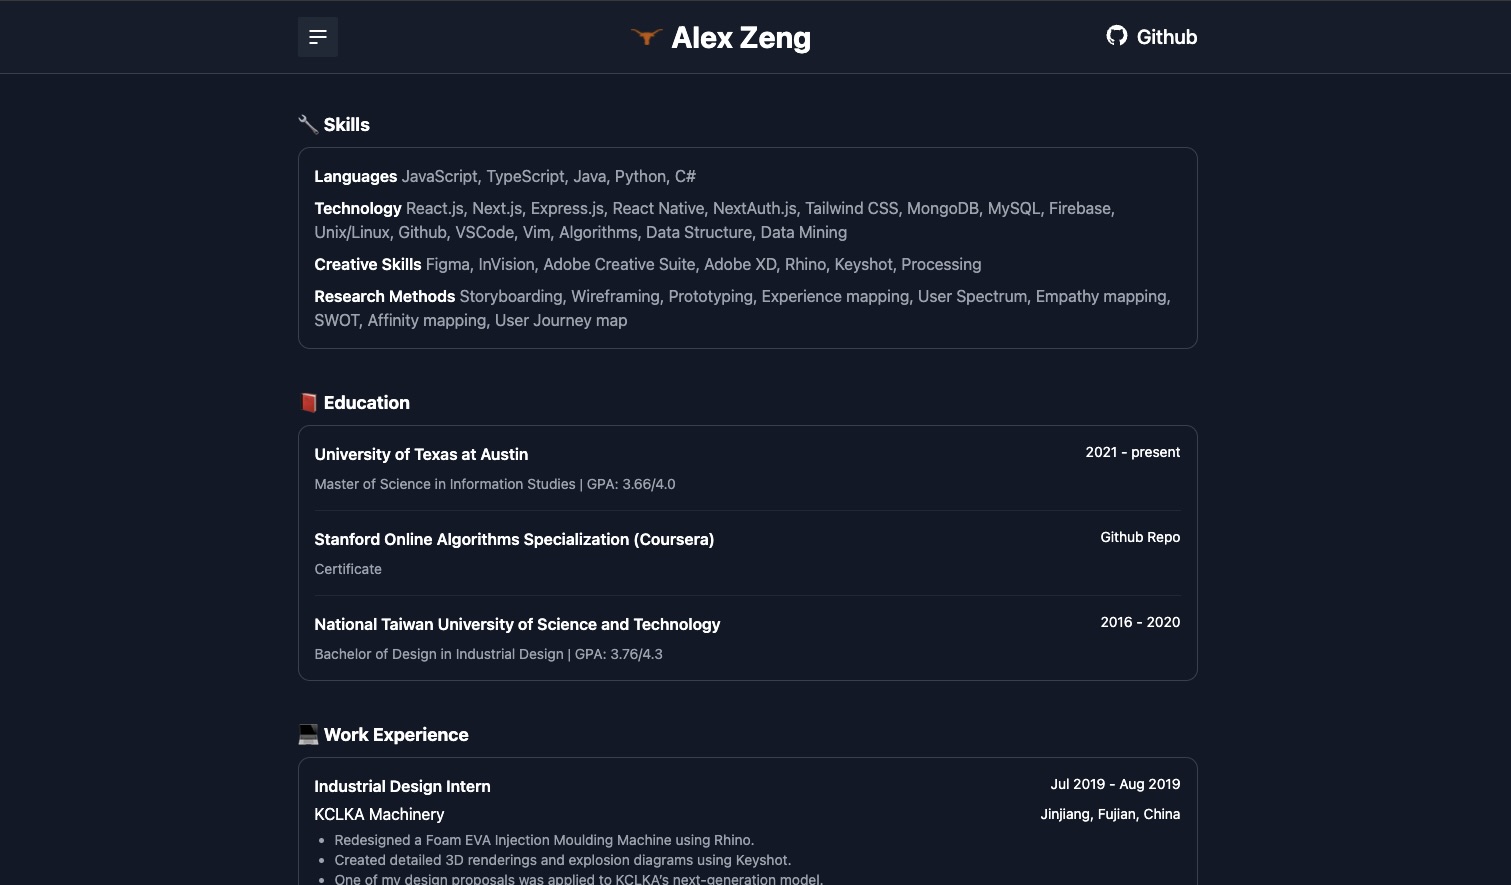 Alex Zeng
Github
Skills
Languages JavaScript, TypeScript, Java, Python, C#
Technology React.js, Next.js, Express.js, React Native, NextAuth.js, Tailwind CSS, MongoDB, MySQL, Firebase,
Unix/Linux, Github, VSCode, Vim, Algorithms, Data Structure, Data Mining
Creative Skills Figma, InVision, Adobe Creative Suite, Adobe XD, Rhino, Keyshot, Processing
Research Methods Storyboarding, Wireframing, Prototyping, Experience mapping, User Spectrum, Empathy mapping,
SWOT, Affinity mapping, User Journey map
Education
University of Texas at Austin
2021 - present
Master of Science in Information Studies | GPA: 3.66/4.0
Stanford Online Algorithms Specialization (Coursera)
Github Repo
Certificate
National Taiwan University of Science and Technology
2016 - 2020
Bachelor of Design in Industrial Design | GPA: 3.76/4.3
Work Experience
Industrial Design Intern
Jul 2019 - Aug 2019
KCLKA Machinery
Jinjiang, Fujian, China
• Redesigned a Foam EVA Injection Moulding Machine using Rhino.
• Created detailed 3D renderings and explosion diagrams using Keyshot.
• One of my design proposals was applied to KCLKA’s next-generation model.